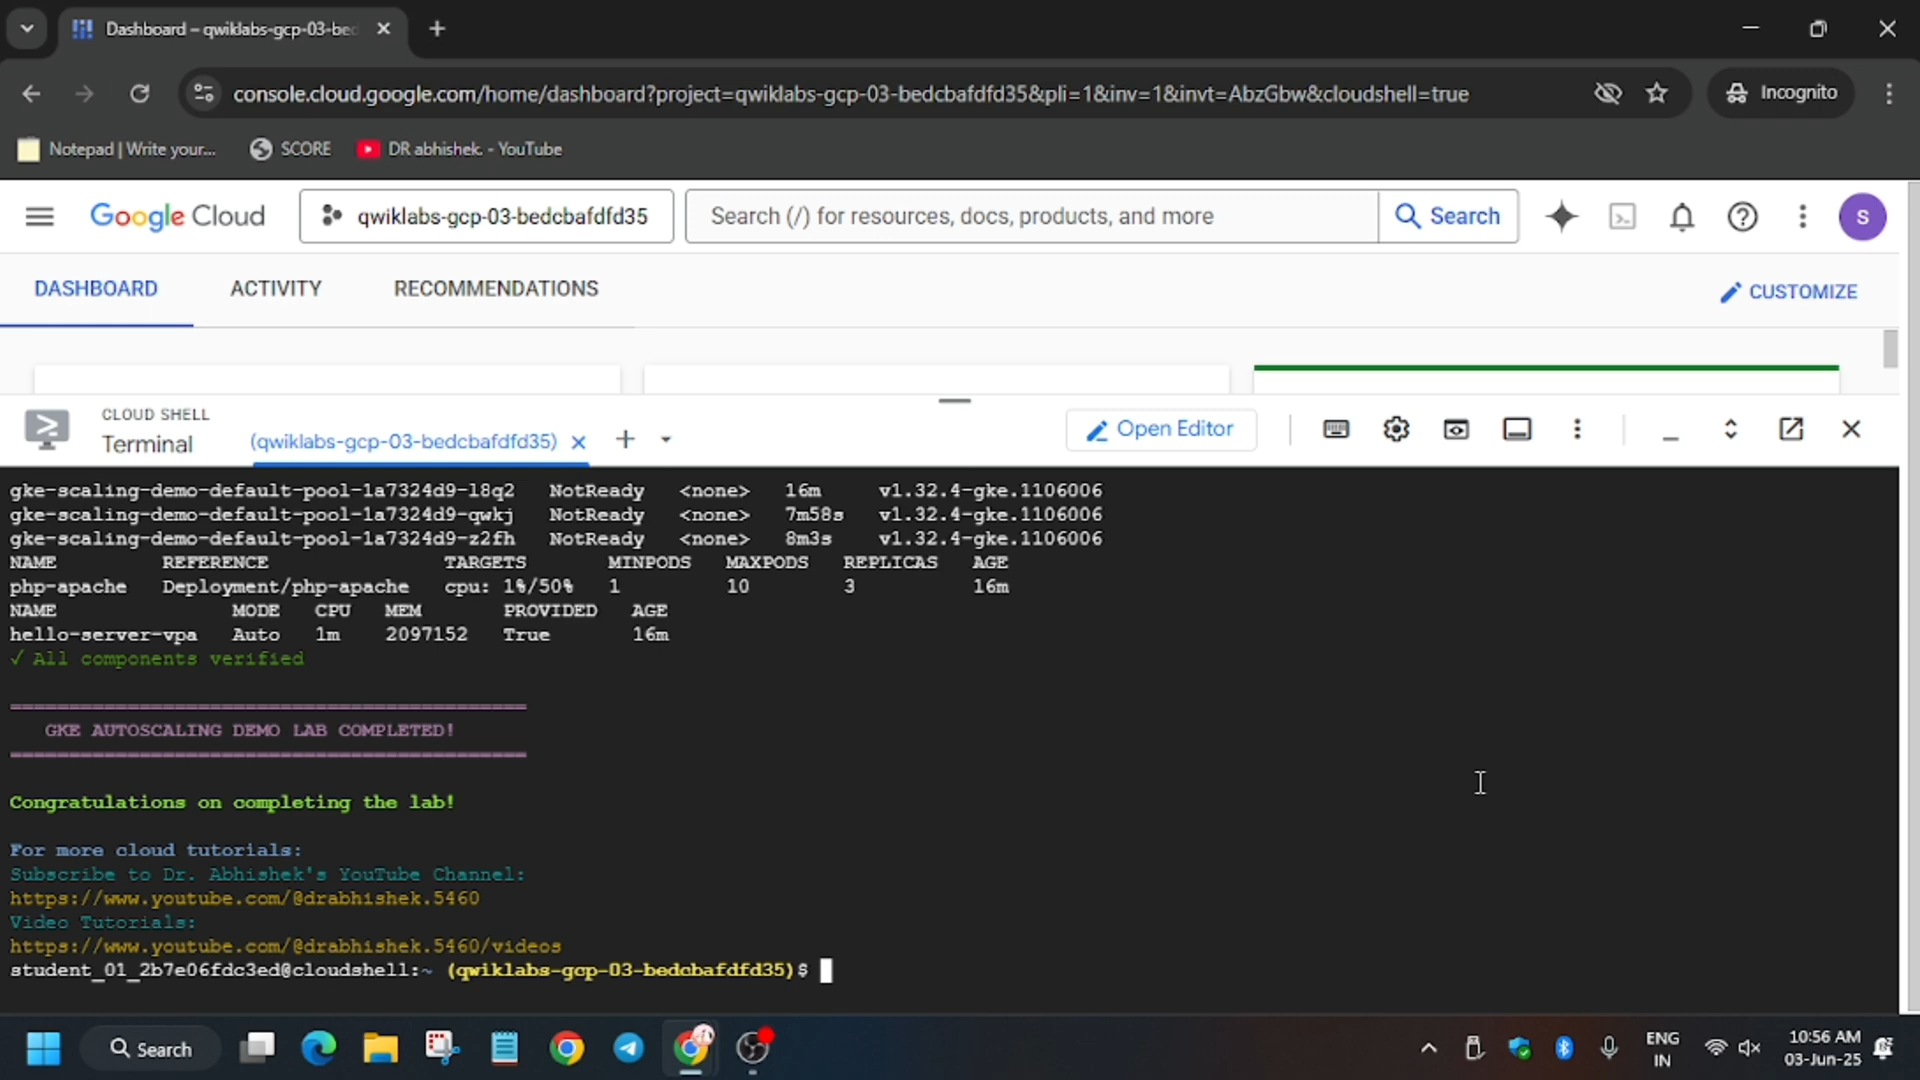 Dashboard – qwiklabs-gcp-03-bed
console.cloud.google.com/home/dashboard?project=qwiklabs-gcp-03-bedcbafdfd35&pli=1&inv=1&invt=AbzGbw&cloudshell=true
Incognito
Notepad | Write your...
SCORE
DR abhishek. - YouTube
Google Cloud
qwiklabs-gcp-03-bedcbafdfd35
Search (/) for resources, docs, products, and more
Search
S
DASHBOARD
ACTIVITY
RECOMMENDATIONS
CUSTOMIZE
CLOUD SHELL
Terminal
(qwiklabs-gcp-03-bedcbafdfd35)
Open Editor
gke-scaling-demo-default-pool-1a7324d9-l8q2 NotReady <none> 16m v1.32.4-gke.1106006
gke-scaling-demo-default-pool-1a7324d9-qwkj NotReady <none> 7m58s v1.32.4-gke.1106006
gke-scaling-demo-default-pool-1a7324d9-z2fh NotReady <none> 8m3s v1.32.4-gke.1106006
NAME REFERENCE TARGETS MINPODS MAXPODS REPLICAS AGE
php-apache Deployment/php-apache cpu: 1%/50% 1 10 3 16m
NAME MODE CPU MEM PROVIDED AGE
hello-server-vpa Auto 1m 2097152 True 16m
✓ All components verified
GKE AUTOSCALING DEMO LAB COMPLETED!
Congratulations on completing the lab!
For more cloud tutorials:
Subscribe to Dr. Abhishek's YouTube Channel:
https://www.youtube.com/@drabhishek.5460
Video Tutorials:
https://www.youtube.com/@drabhishek.5460/videos
student_01_2b7e06fdc3ed@cloudshell:~ (qwiklabs-gcp-03-bedcbafdfd35)$
Search
ENG
IN
10:56 AM
03-Jun-25